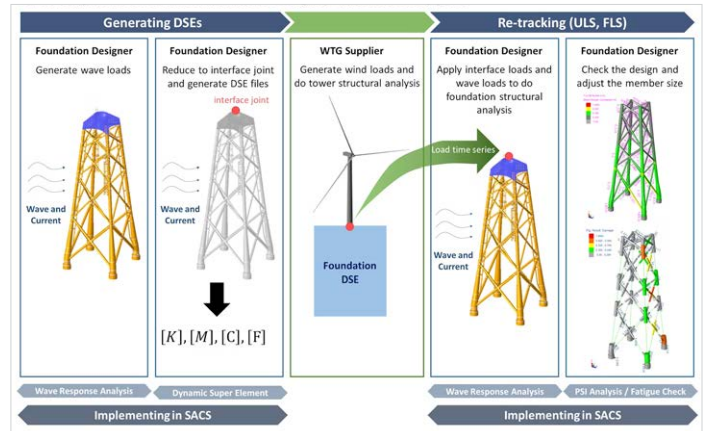 Generating DSEs
Re-tracking (ULS, FLS)
Foundation Designer
Generate wave loads
Wave and
Current
Wave Response Analysis
Foundation Designer
Reduce to interface joint
and generate DSE files
interface joint
Wave and
Current
[K], [M], [C], [F]
Dynamic Super Element
Implementing in SACS
WTG Supplier
Generate wind loads and
do tower structural analysis
Foundation
DSE
Load time series
Foundation Designer
Apply interface loads and
wave loads to do
foundation structural
analysis
Wave and
Current
Wave Response Analysis
Foundation Designer
Check the design and
adjust the member size
PSI Analysis / Fatigue Check
Implementing in SACS